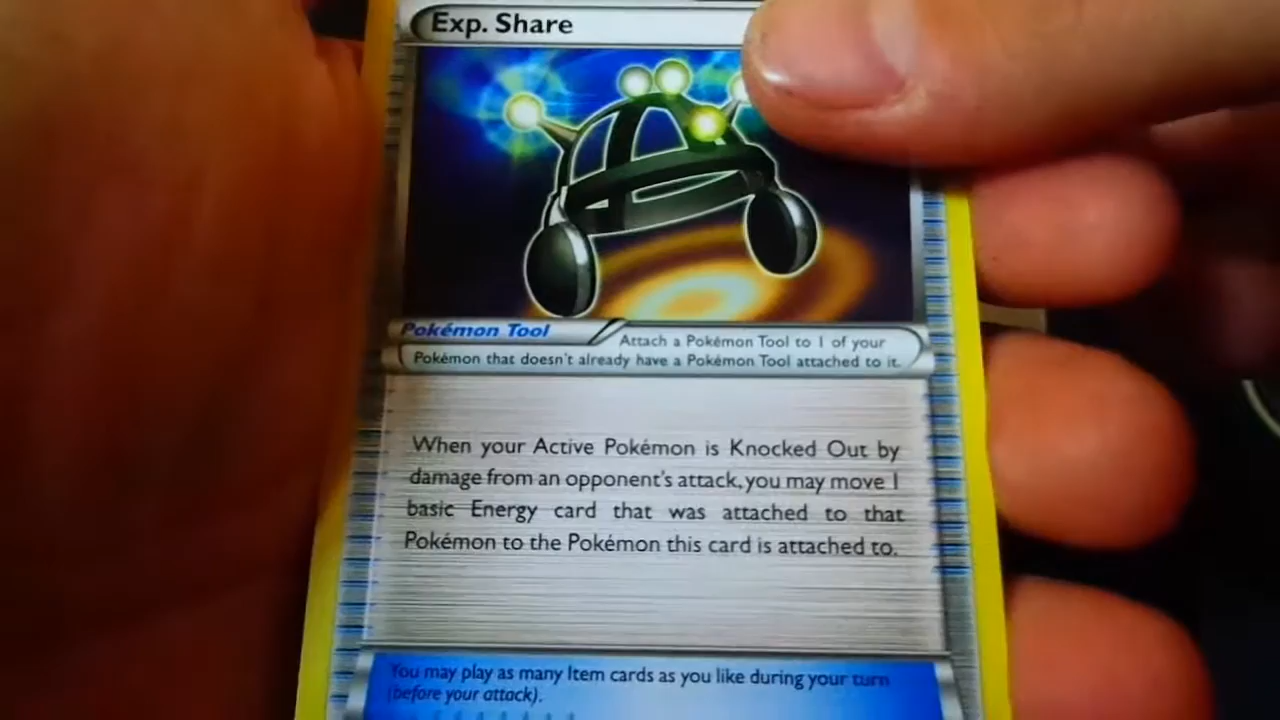 Exp. Share
Pokémon Tool
Attach a Pokémon Tool to 1 of your
Pokémon that doesn't already have a Pokémon Tool attached to it.
When your Active Pokémon is Knocked Out by
damage from an opponent's attack, you may move 1
basic Energy card that was attached to that
Pokémon to the Pokémon this card is attached to.
You may play as many Item cards as you like during your turn
(before your attack).